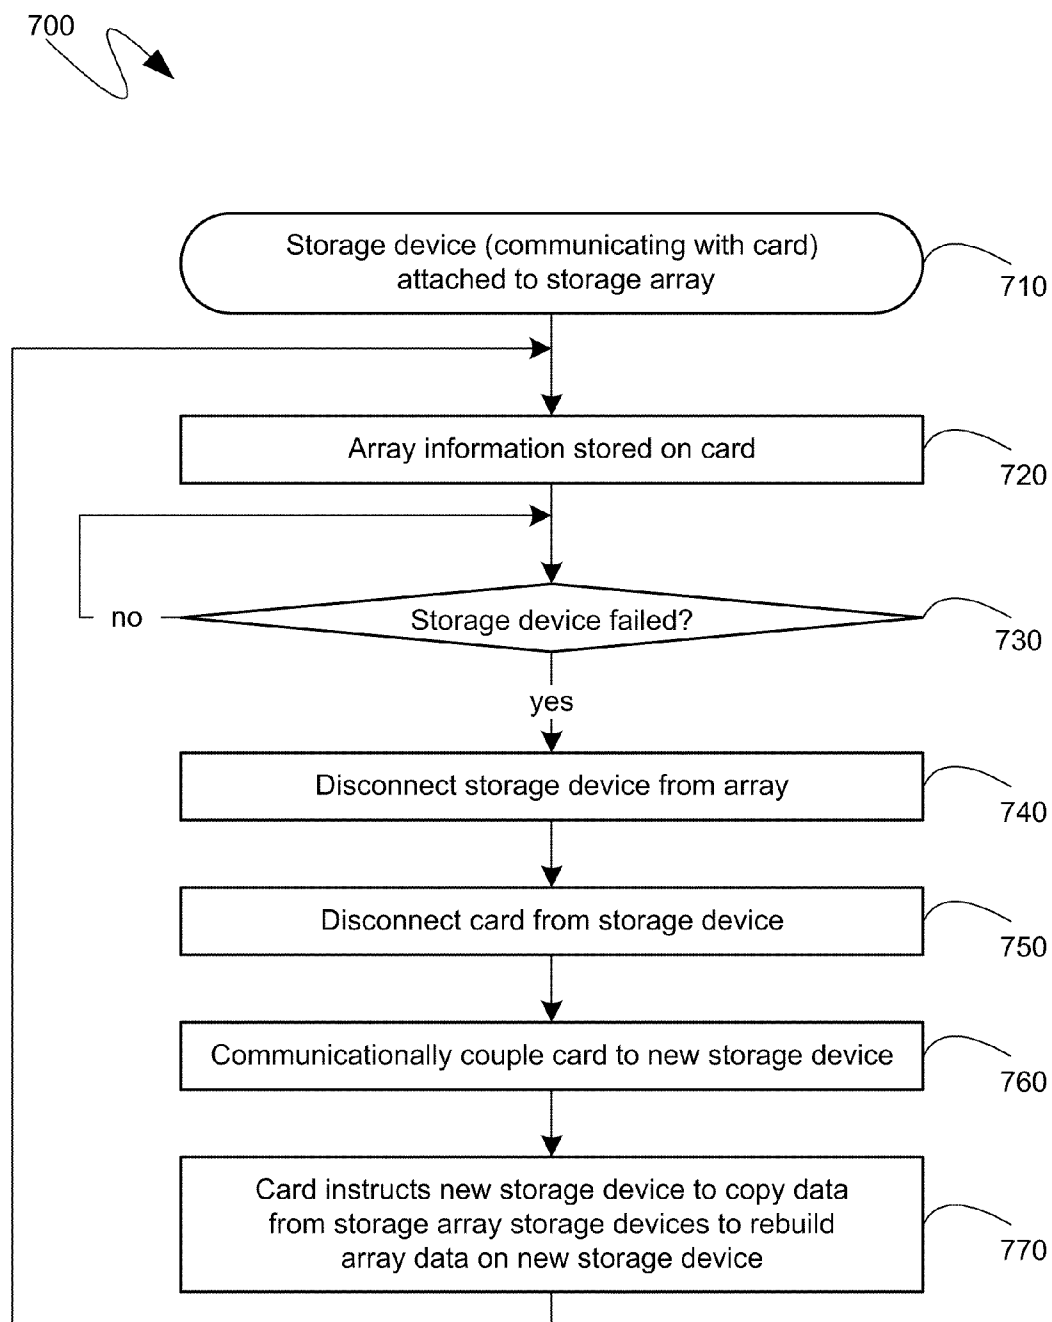 700
Storage device (communicating with card)
attached to storage array
710
Array information stored on card
720
Storage device failed?
no
730
yes
Disconnect storage device from array
740
Disconnect card from storage device
750
Communicationally couple card to new storage device
760
Card instructs new storage device to copy data
from storage array storage devices to rebuild
array data on new storage device
770